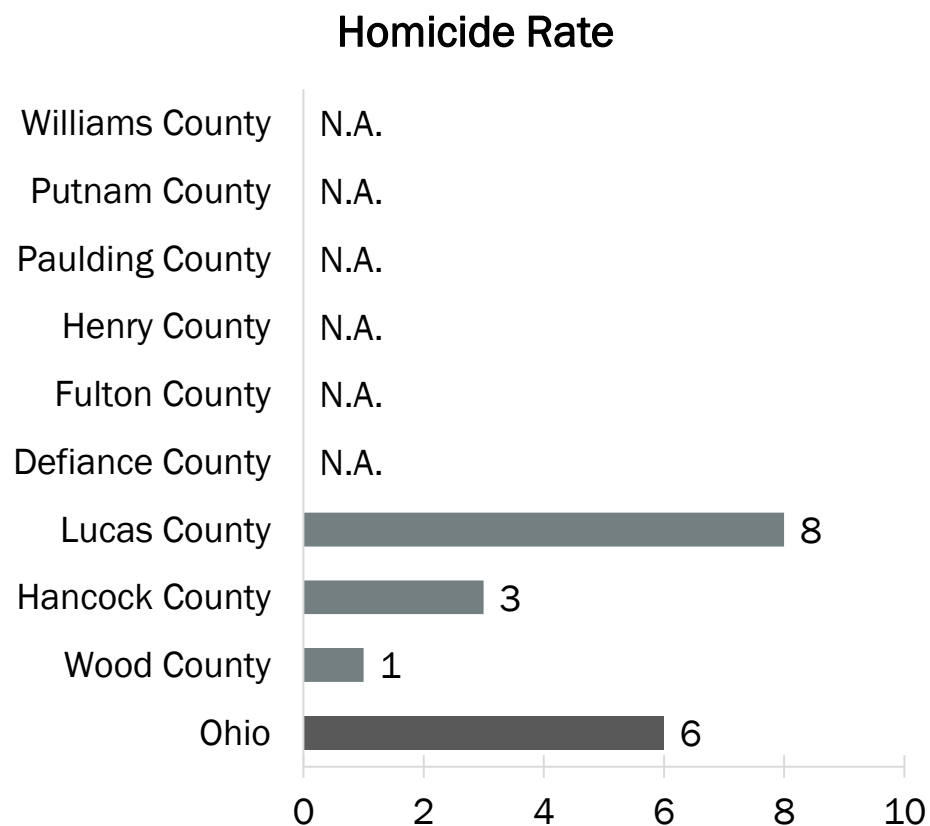 Homicide Rate
Williams County N.A.
Putnam County N.A.
Paulding County N.A.
Henry County N.A.
Fulton County N.A.
Defiance County N.A.
Lucas County 8
Hancock County 3
Wood County 1
Ohio 6
0 2 4 6 8 10